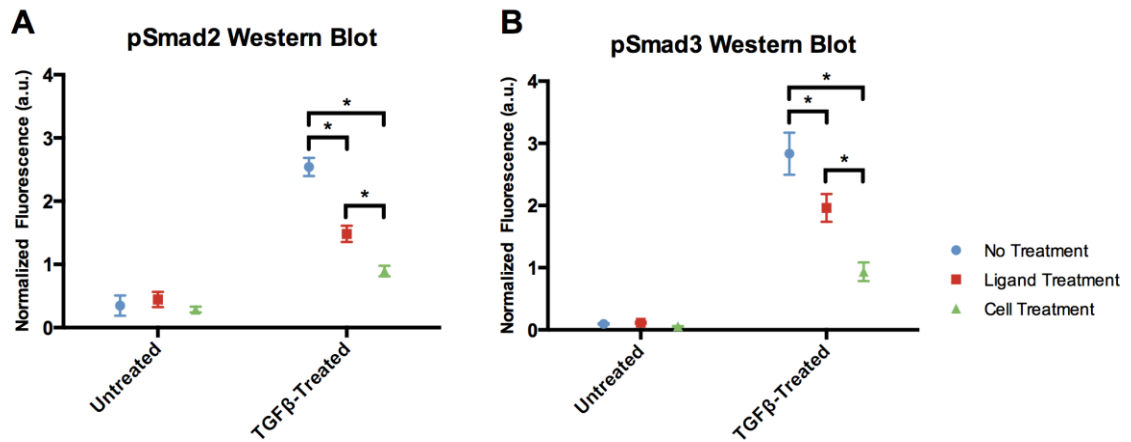 A
pSmad2 Western Blot
Normalized Fluorescence (a.u.)
4
3
2
1
0
*
*
*
Untreated
TGFβ-Treated
B
pSmad3 Western Blot
Normalized Fluorescence (a.u.)
4
3
2
1
0
*
*
*
Untreated
TGFβ-Treated
No Treatment
Ligand Treatment
Cell Treatment